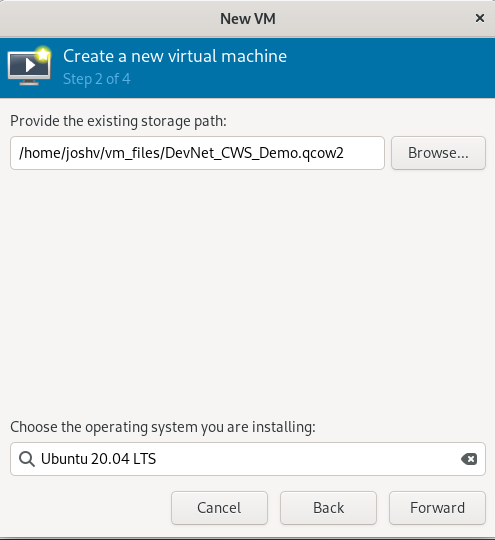 New VM
Create a new virtual machine
Step 2 of 4
Provide the existing storage path:
/home/joshv/vm_files/DevNet_CWS_Demo.qcow2
Browse...
Choose the operating system you are installing:
Ubuntu 20.04 LTS
Cancel
Back
Forward